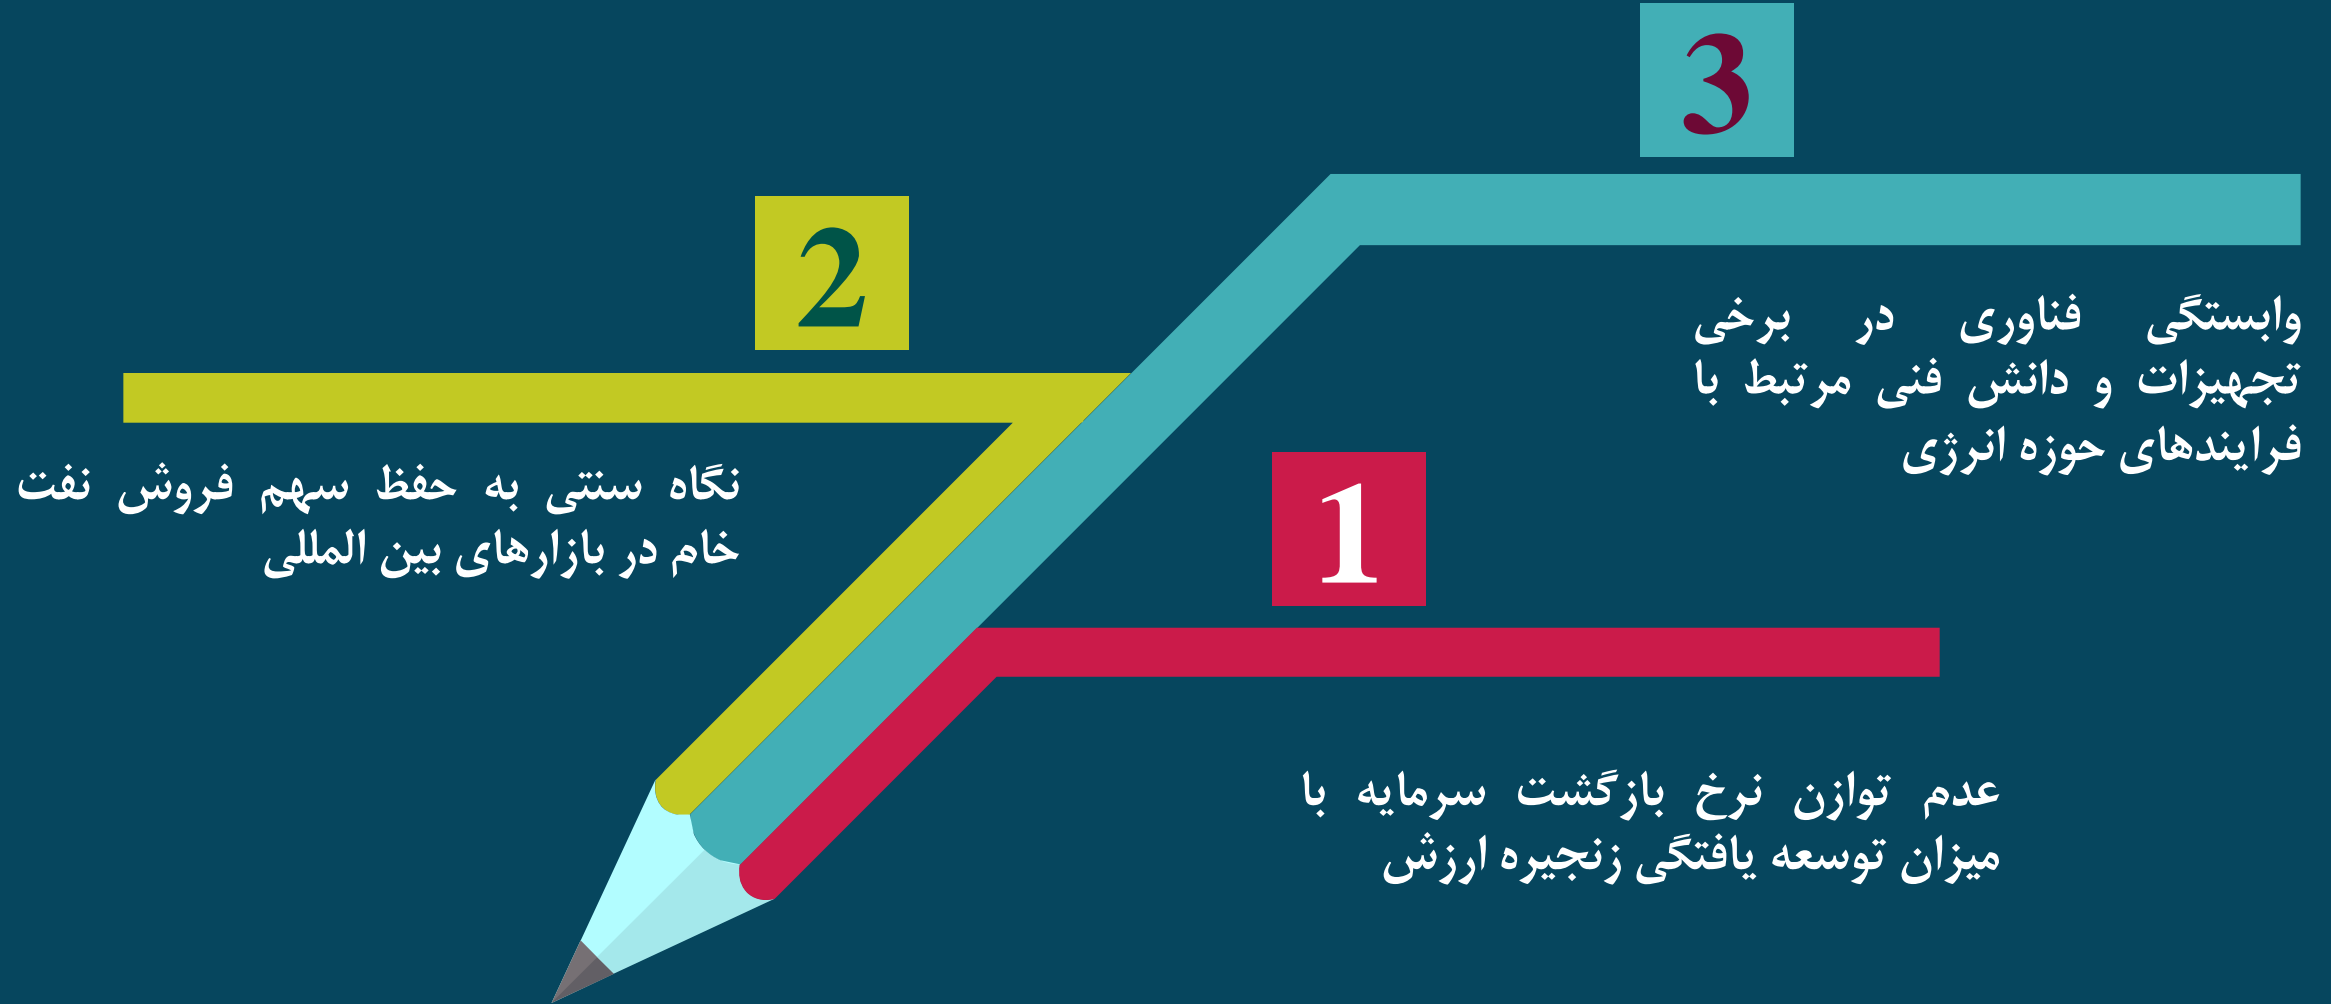 3
وابستگی فناوری در برخی
تجهیزات و دانش فنی مرتبط با
فرایندهای حوزه انرژی
2
نگاه سنتی به حفظ سهم فروش نفت
خام در بازارهای بین المللی
1
عدم توازن نرخ بازگشت سرمایه با
میزان توسعه یافتگی زنجیره ارزش